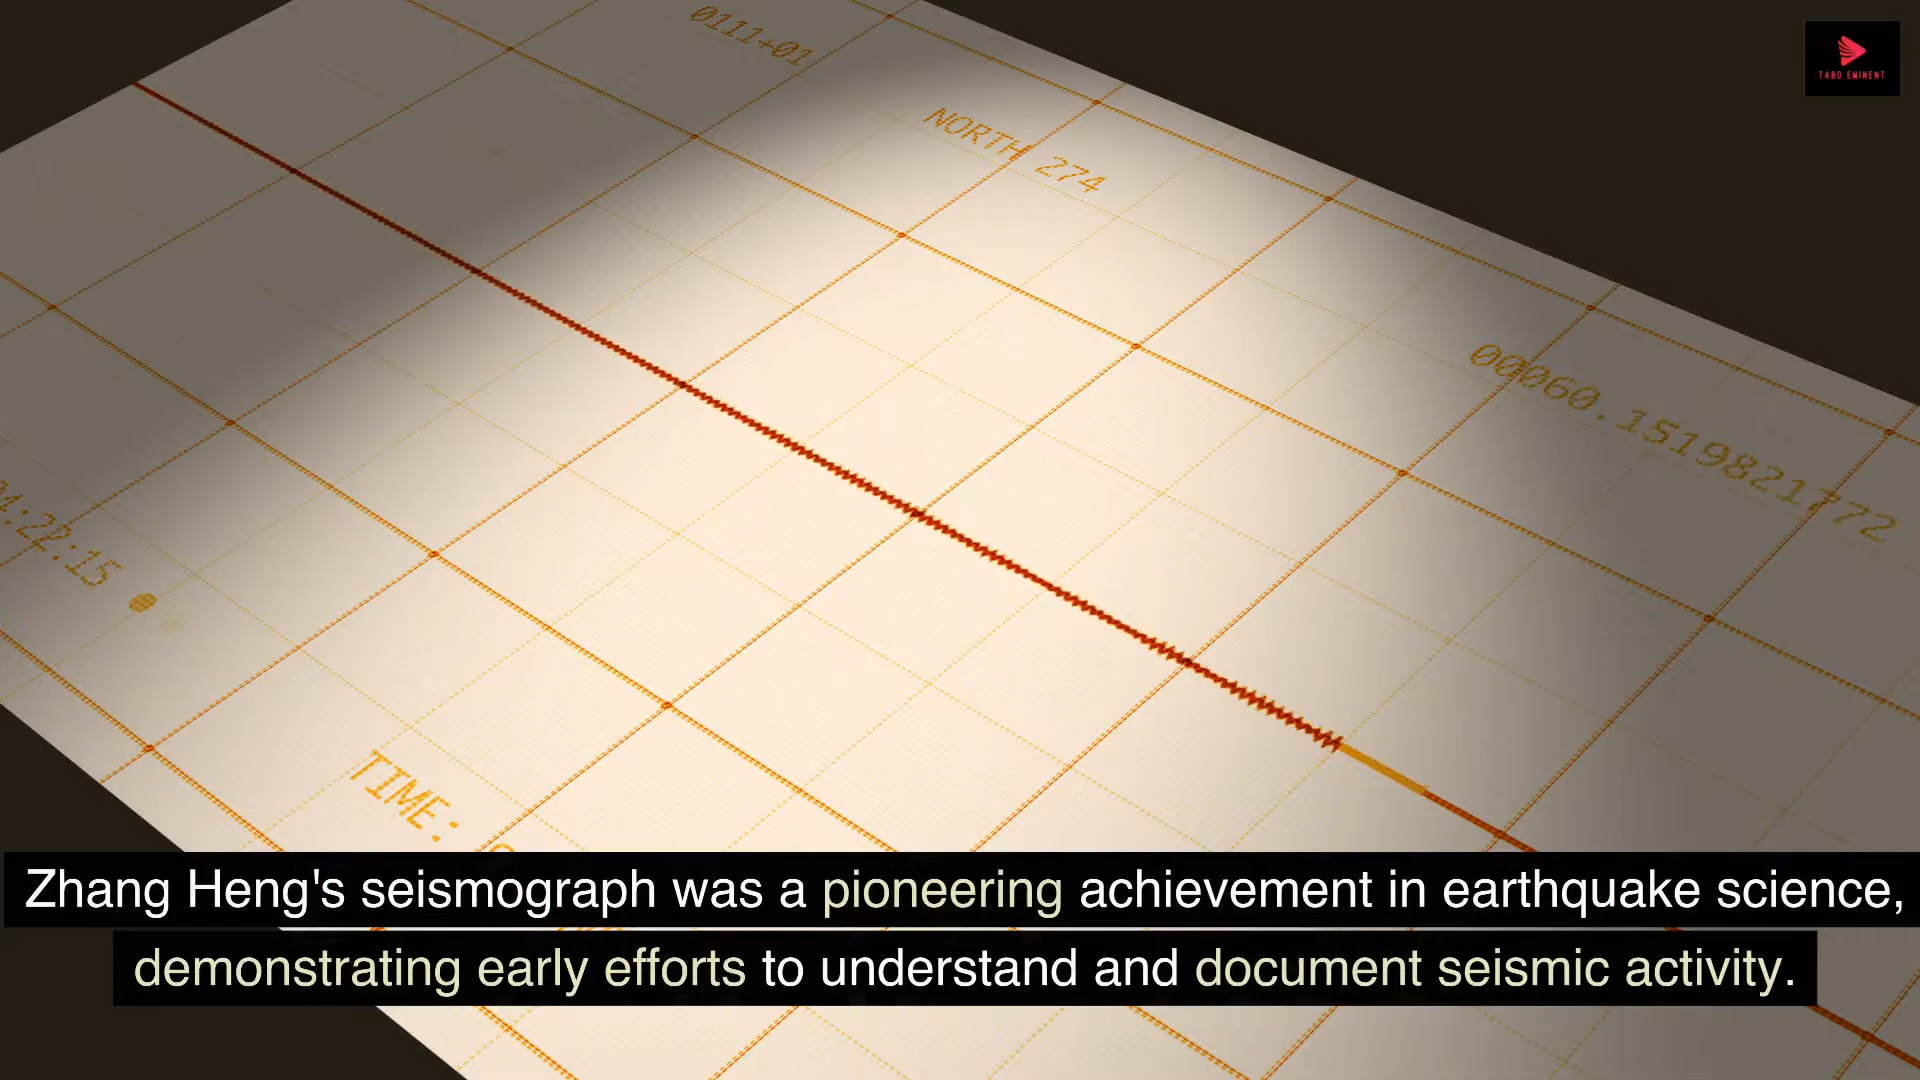 0111+01
TABO EMINENT
NORTH 274
00060.1519821772
4:22:15
TIME:
Zhang Heng's seismograph was a pioneering achievement in earthquake science,
demonstrating early efforts to understand and document seismic activity.